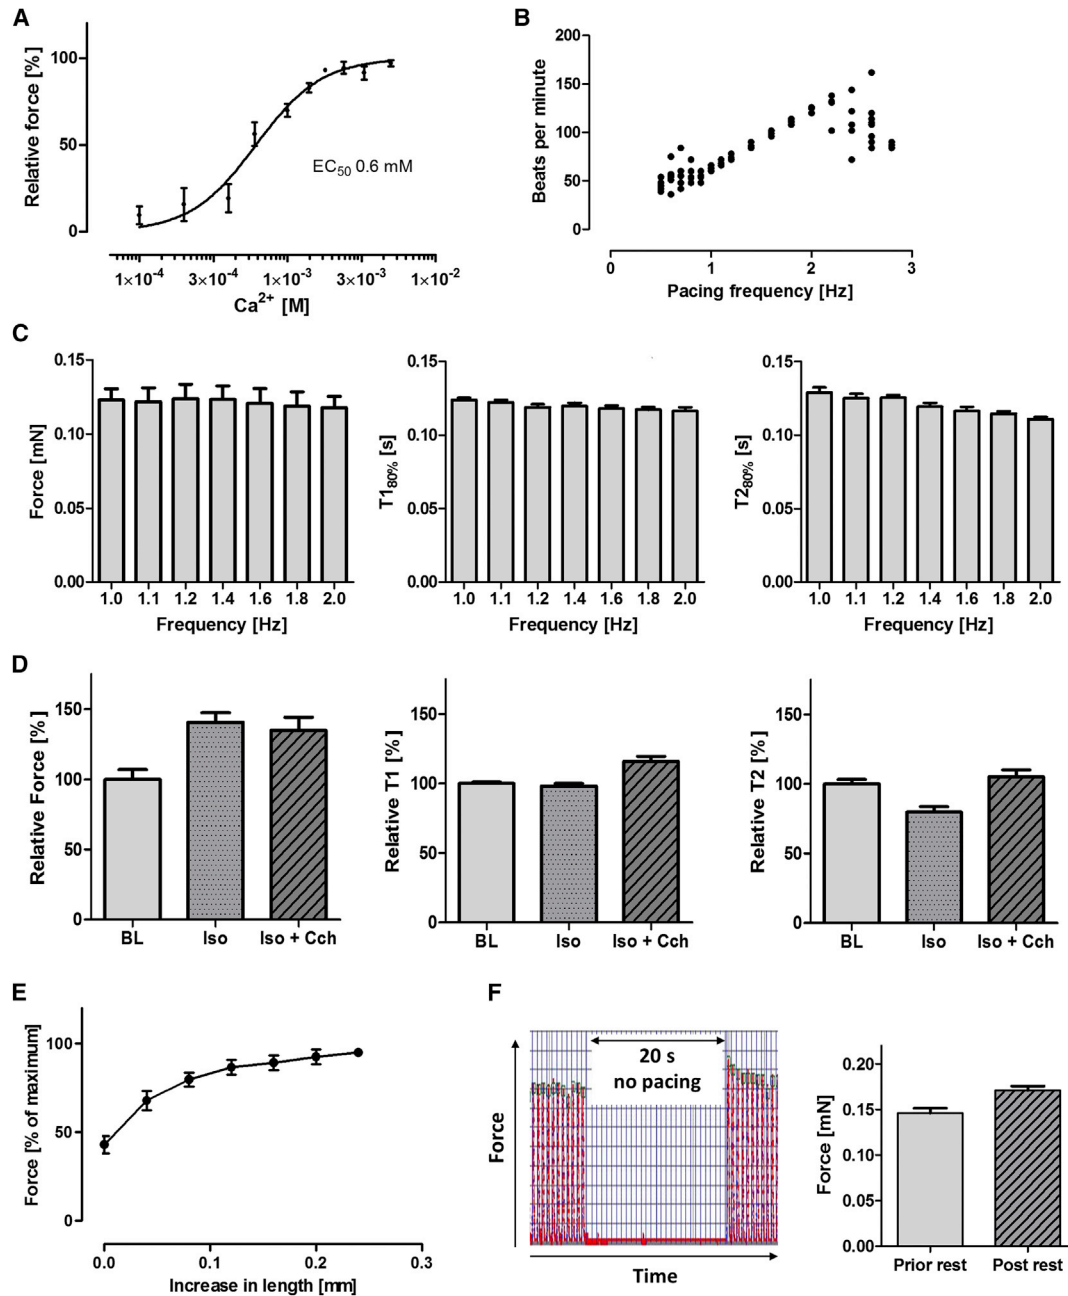 A
Relative force [%]
100
50
0
EC50 0.6 mM
1×10-4
3×10-4
1×10-3
3×10-3
1×10-2
Ca2+ [M]
B
Beats per minute
200
150
100
50
0
0
1
2
3
Pacing frequency [Hz]
C
Force [mN]
0.15
0.10
0.05
0.00
1.0 1.1 1.2 1.4 1.6 1.8 2.0
Frequency [Hz]
T180% [s]
0.15
0.10
0.05
0.00
1.0 1.1 1.2 1.4 1.6 1.8 2.0
Frequency [Hz]
T280% [s]
0.15
0.10
0.05
0.00
1.0 1.1 1.2 1.4 1.6 1.8 2.0
Frequency [Hz]
D
Relative Force [%]
150
100
50
0
BL Iso Iso + Cch
Relative T1 [%]
150
100
50
0
BL Iso Iso + Cch
Relative T2 [%]
150
100
50
0
BL Iso Iso + Cch
E
Force [% of maximum]
100
50
0
0.0 0.1 0.2 0.3
Increase in length [mm]
F
Force
20 s
no pacing
Time
Force [mN]
0.20
0.15
0.10
0.05
0.00
Prior rest Post rest